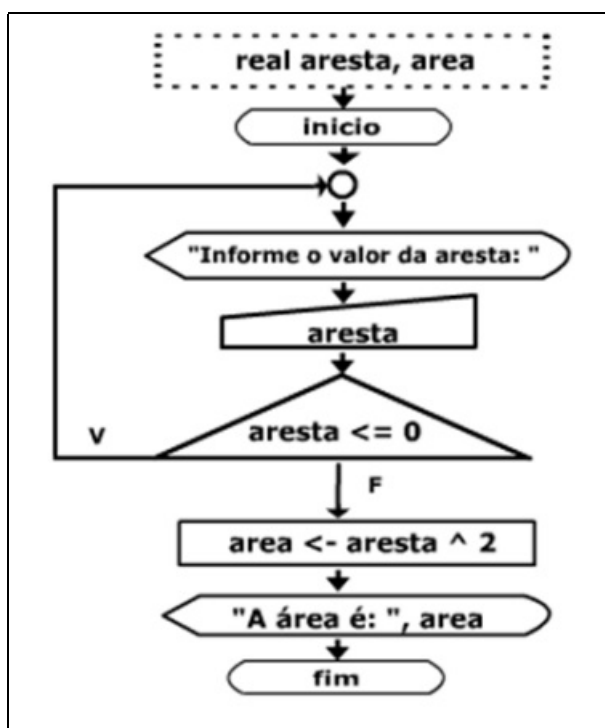 real aresta, area
inicio
"Informe o valor da aresta: "
aresta
aresta <= 0
V
F
area <- aresta ^ 2
"A área é: ", area
fim